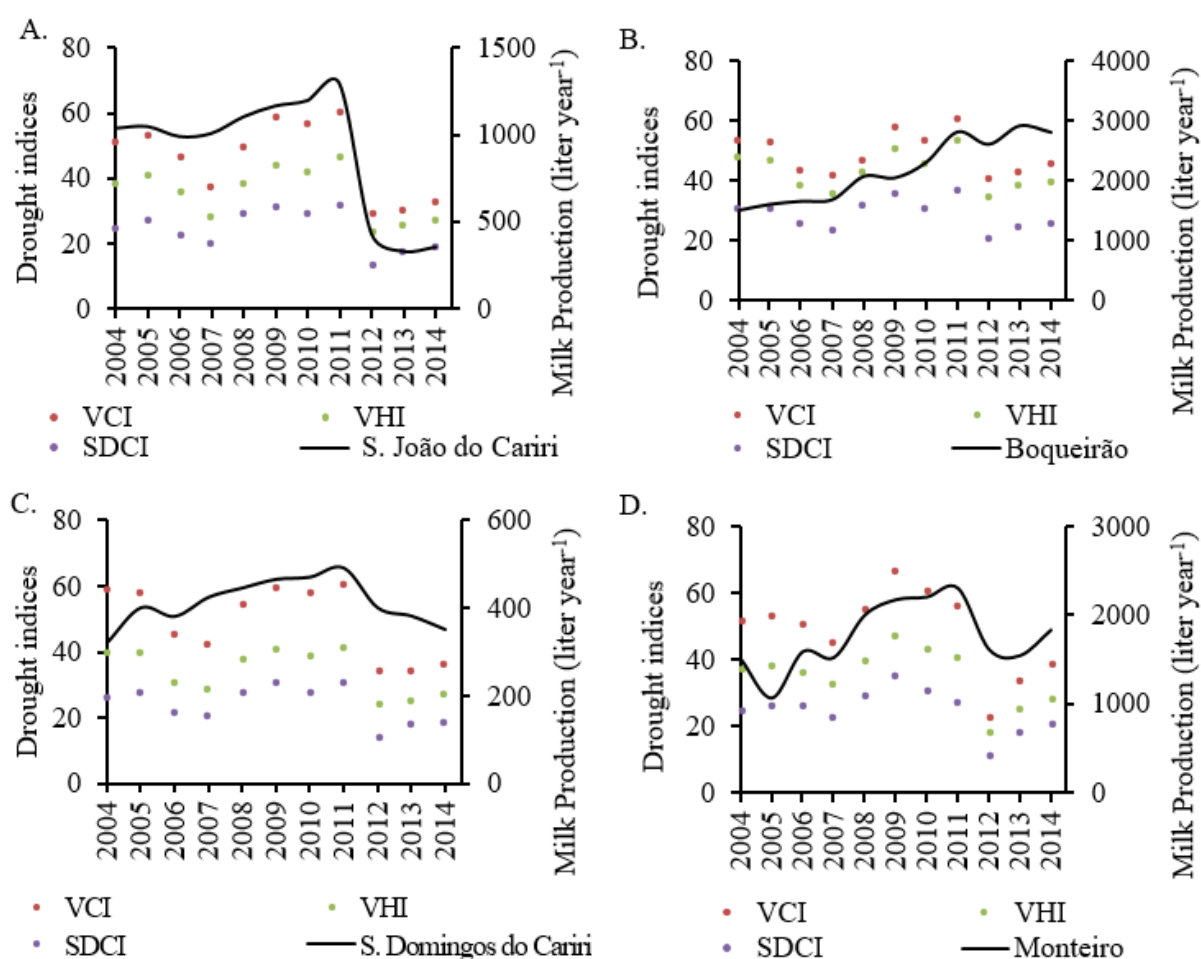 A.
80
60
40
20
0
Drought indices
1500
1000
500
0
Milk Production (liter year⁻¹)
2004 2005 2006 2007 2008 2009 2010 2011 2012 2013 2014
VCI VHI
SDCI S. João do Cariri
B.
80
60
40
20
0
Drought indices
4000
3000
2000
1000
0
Milk Production (liter year⁻¹)
2004 2005 2006 2007 2008 2009 2010 2011 2012 2013 2014
VCI VHI
SDCI Boqueirão
C.
80
60
40
20
0
Drought indices
600
400
200
0
Milk Production (liter year⁻¹)
2004 2005 2006 2007 2008 2009 2010 2011 2012 2013 2014
VCI VHI
SDCI S. Domingos do Cariri
D.
80
60
40
20
0
Drought indices
3000
2000
1000
0
Milk Production (liter year⁻¹)
2004 2005 2006 2007 2008 2009 2010 2011 2012 2013 2014
VCI VHI
SDCI Monteiro